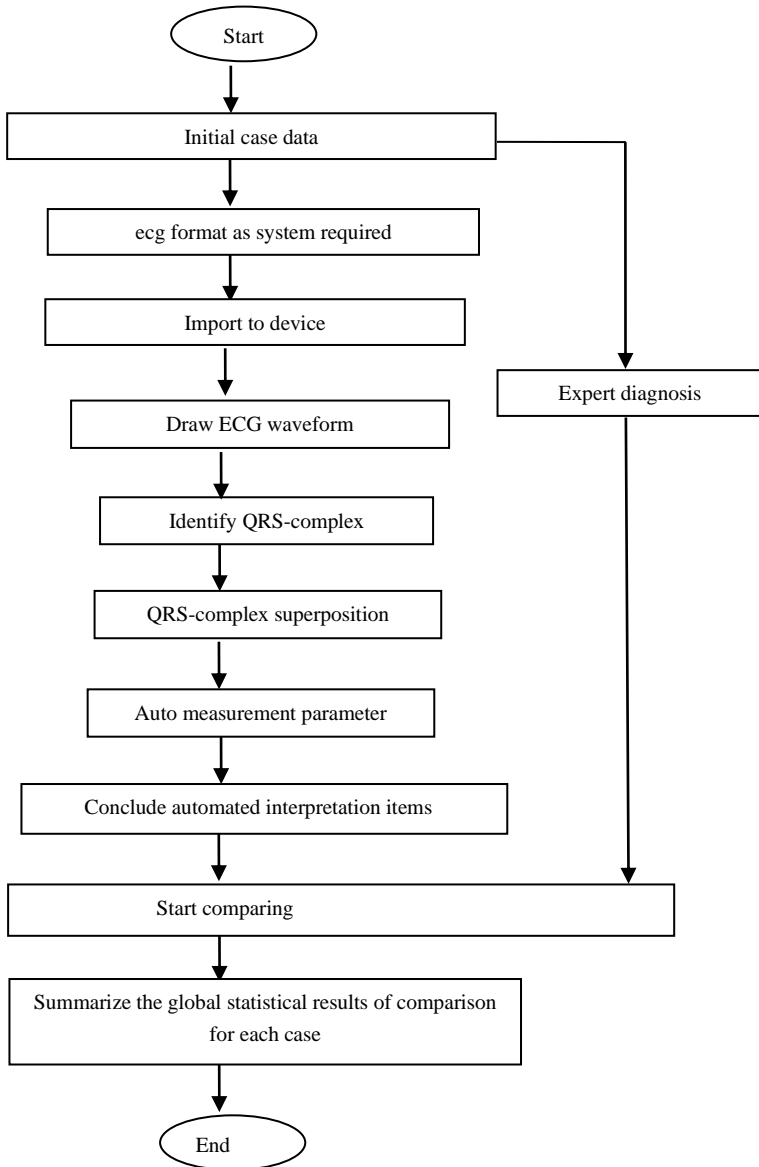 Start
Initial case data
ecg format as system required
Import to device
Expert diagnosis
Draw ECG waveform
Identify QRS-complex
QRS-complex superposition
Auto measurement parameter
Conclude automated interpretation items
Start comparing
Summarize the global statistical results of comparison
for each case
End